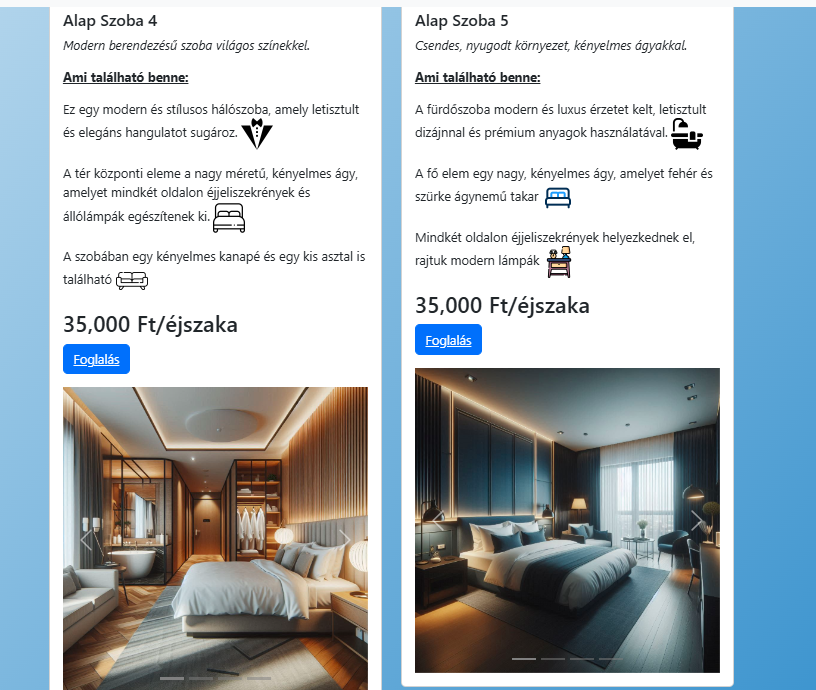 Alap Szoba 4
Modern berendezésű szoba világos színekkel.
Ami található benne:
Ez egy modern és stílusos hálószoba, amely letisztult
és elegáns hangulatot sugároz.
A tér központi eleme a nagy méretű, kényelmes ágy,
amelyet mindkét oldalon éjjeliszekrények és
állólámpák egészítenek ki.
A szobában egy kényelmes kanapé és egy kis asztal is
található
35,000 Ft/éjszaka
Foglalás
Alap Szoba 5
Csendes, nyugodt környezet, kényelmes ágyakkal.
Ami található benne:
A fürdőszoba modern és luxus érzetet kelt, letisztult
dizájnnal és prémium anyagok használatával.
A fő elem egy nagy, kényelmes ágy, amelyet fehér és
szürke ágynemű takar
Mindkét oldalon éjjeliszekrények helyezkednek el,
rajtuk modern lámpák
35,000 Ft/éjszaka
Foglalás